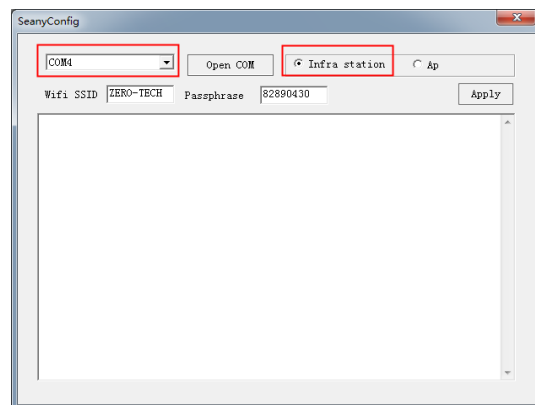 SeanyConfig
COM4 Open COM Infra station Ap
Wifi SSID ZERO-TECH Passphrase 82890430 Apply